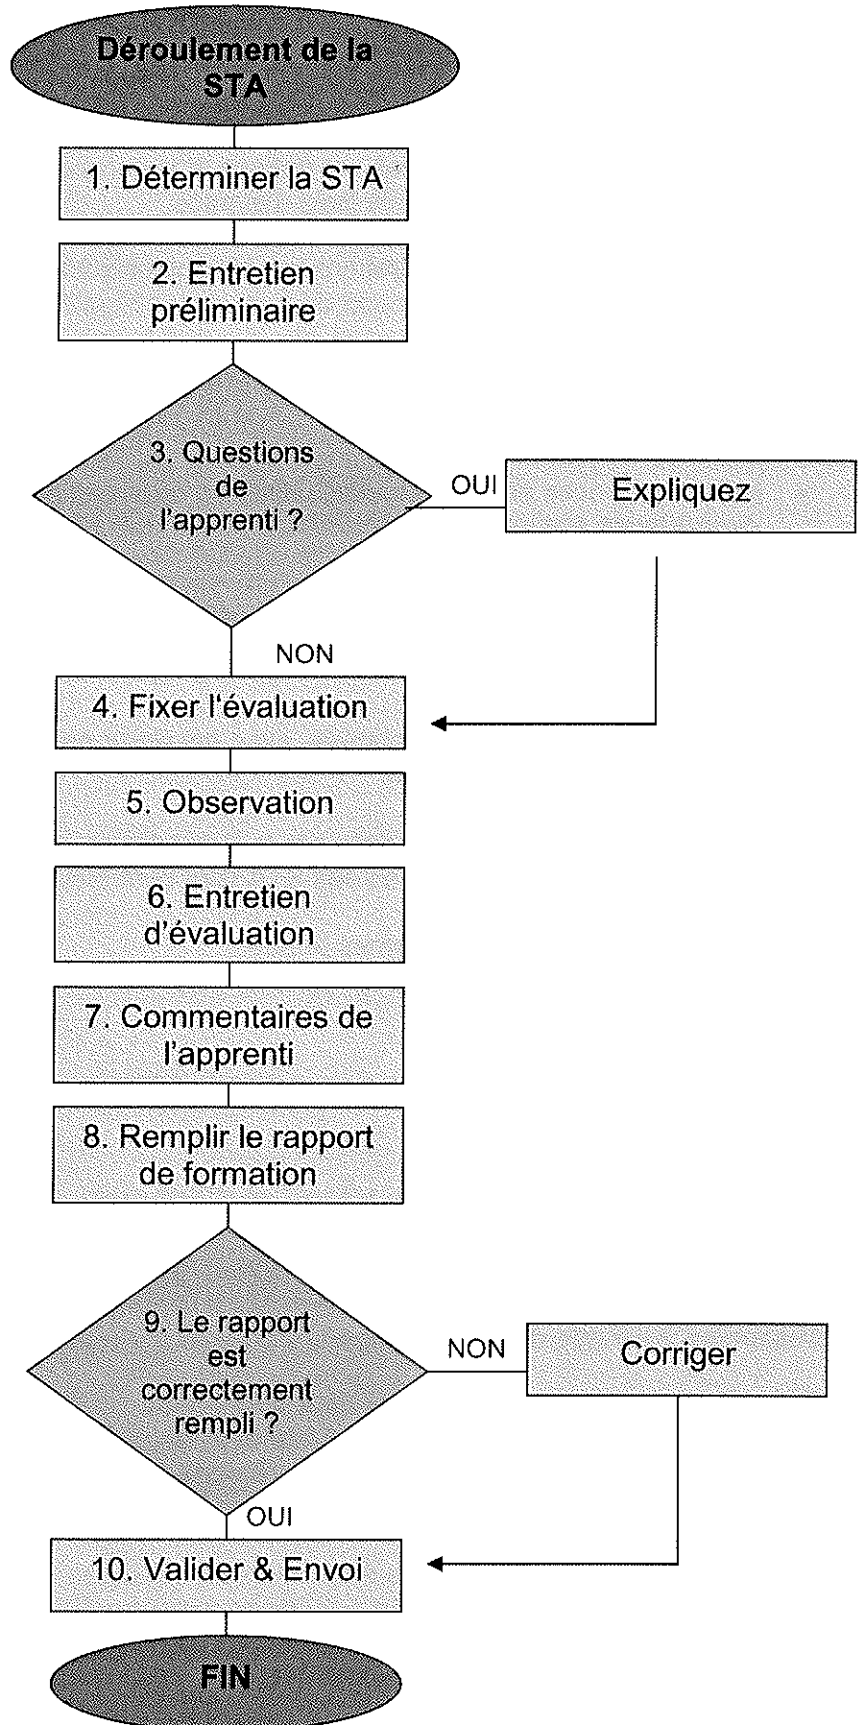 Déroulement de la
STA
1. Déterminer la STA
2. Entretien
préliminaire
3. Questions
de
l'apprenti ?
OUI
Expliquez
NON
4. Fixer l'évaluation
5. Observation
6. Entretien
d'évaluation
7. Commentaires de
l'apprenti
8. Remplir le rapport
de formation
9. Le rapport
est
correctement
rempli ?
NON
Corriger
OUI
10. Valider & Envoi
FIN